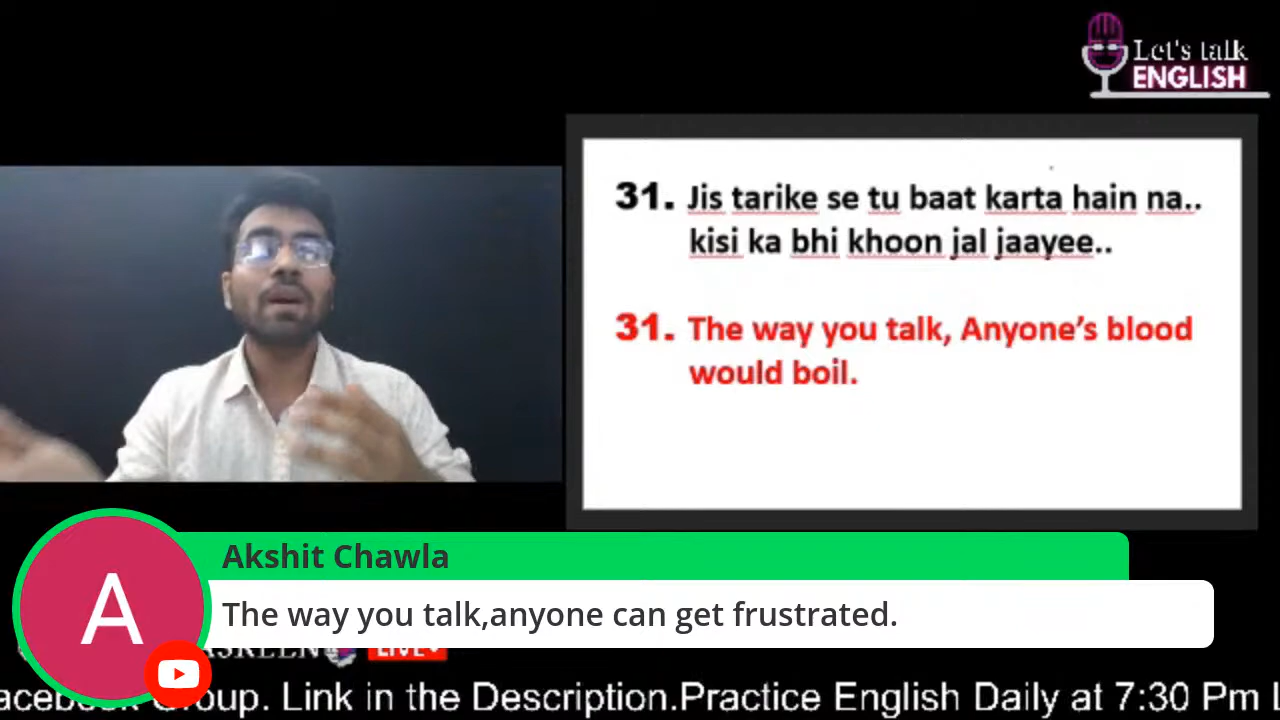 Let's talk
ENGLISH
31. Jis tarike se tu baat karta hain na..
kisi ka bhi khoon jal jaayee..
31. The way you talk, Anyone's blood
would boil.
Akshit Chawla
A
The way you talk,anyone can get frustrated.
LIVE
Group. Link in the Description.Practice English Daily at 7:30 Pm